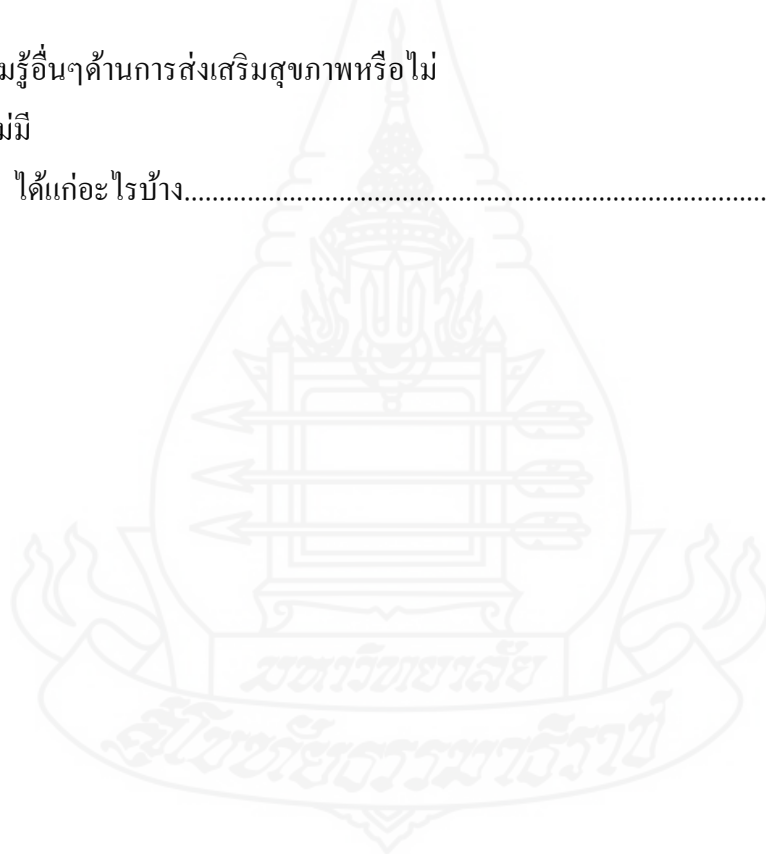 มรู้อื่นๆด้านการส่งเสริมสุขภาพหรือไม่
ม่มี
ได้แก่อะไรบ้าง...................................................................................
มหาวิทยาลัย
สุโขทัยธรรมาธิราช